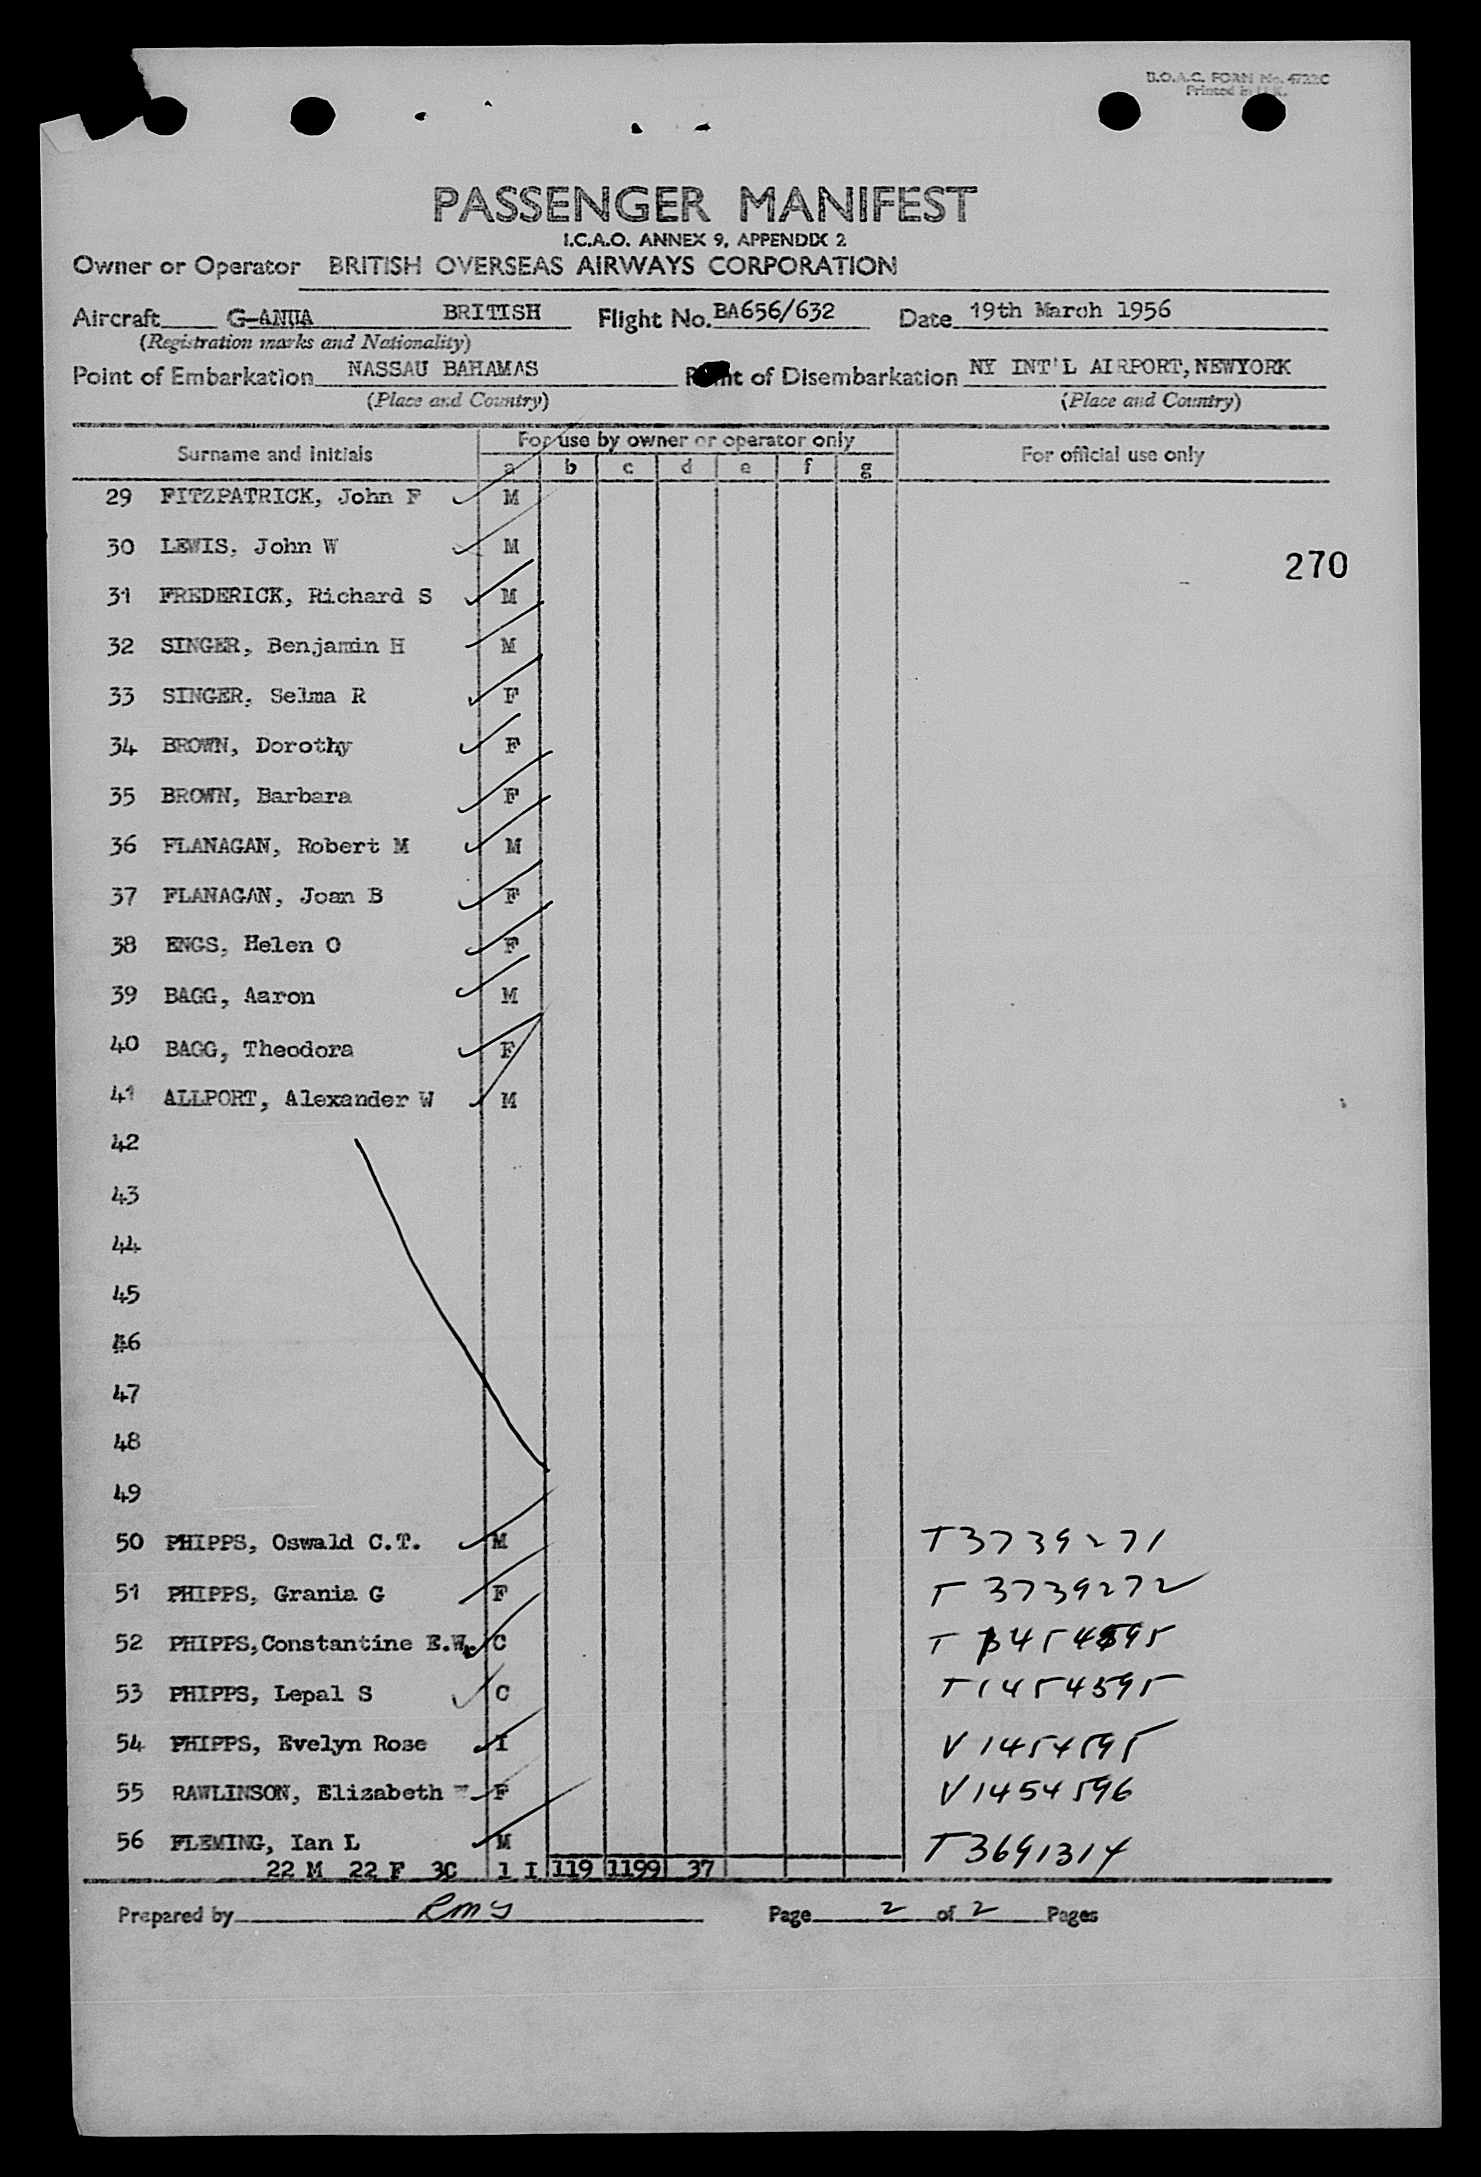 B.O.A.C. FORM No. 4722C
Printed in U.K.
PASSENGER MANIFEST
I.C.A.O. ANNEX 9, APPENDIX 2
Owner or Operator BRITISH OVERSEAS AIRWAYS CORPORATION
Aircraft G-ANUA BRITISH Flight No. BA656/632 Date 19th March 1956
(Registration marks and Nationality)
Point of Embarkation NASSAU BAHAMAS Point of Disembarkation NY INT'L AIRPORT, NEWYORK
(Place and Country) (Place and Country)
Surname and initials For use by owner or operator only For official use only
a b c d e f g
29 FITZPATRICK, John F M
30 LEWIS, John W M
270
31 FREDERICK, Richard S M
32 SINGER, Benjamin H M
33 SINGER, Selma R F
34 BROWN, Dorothy F
35 BROWN, Barbara F
36 FLANAGAN, Robert M M
37 FLANAGAN, Joan B F
38 ENGS, Helen O F
39 BAGG, Aaron M
40 BAGG, Theodora F
41 ALLPORT, Alexander W M
42
43
44
45
46
47
48
49
50 PHIPPS, Oswald C.T. M T3739271
51 PHIPPS, Grania G F T 3739272
52 PHIPPS,Constantine E.W. C T
53 PHIPPS, Lepal S C T1454595
54 PHIPPS, Evelyn Rose I V1454595
55 RAWLINSON, Elizabeth F V1454596
56 FLEMING, Ian L M T3691314
22 M 22 F 3C 1 I 119 1199 37
Prepared by Page 2 of 2 Pages